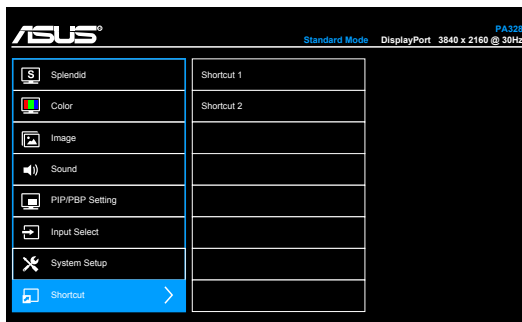 ASUS
PA328
Standard Mode DisplayPort 3840 x 2160 @ 30Hz
S Splendid
Color
Image
Sound
PIP/PBP Setting
Input Select
System Setup
Shortcut
Shortcut 1
Shortcut 2